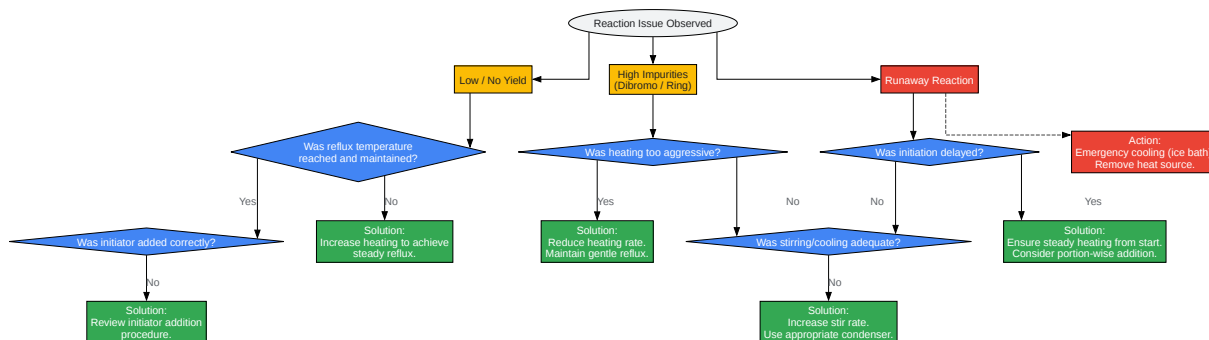 Reaction Issue Observed
Low / No Yield
High Impurities
(Dibromo / Ring)
Runaway Reaction
Action:
Emergency cooling (ice bath
Remove heat source.
Was reflux temperature
reached and maintained?
Was heating too aggressive?
Was initiation delayed?
Yes
No
Yes
No
No
Yes
Was initiator added correctly?
Solution:
Increase heating to achieve
steady reflux.
Solution:
Reduce heating rate.
Maintain gentle reflux.
Was stirring/cooling adequate?
Solution:
Ensure steady heating from start.
Consider portion-wise addition.
No
No
Solution:
Review initiator addition
procedure.
Solution:
Increase stir rate.
Use appropriate condenser.